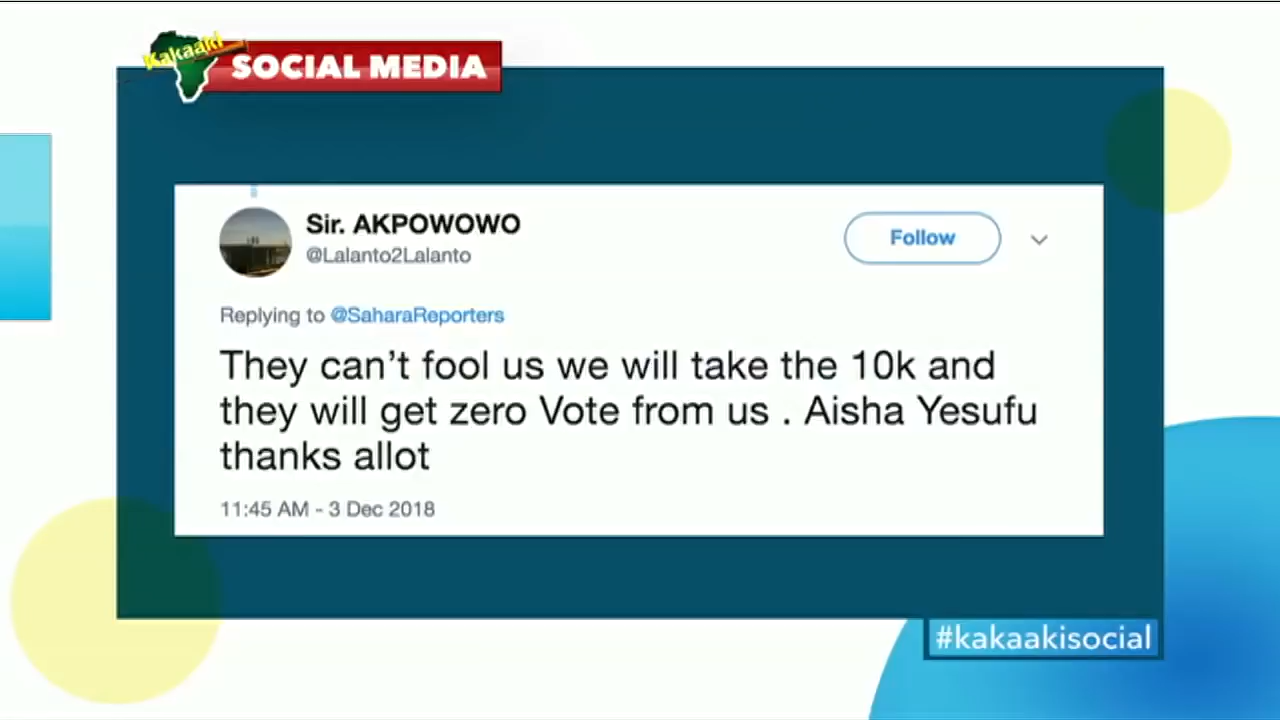 Kakaaki
SOCIAL MEDIA
Sir. AKPOWOWO
@Lalanto2Lalanto
Follow
Replying to @SaharaReporters
They can't fool us we will take the 10k and
they will get zero Vote from us . Aisha Yesufu
thanks allot
11:45 AM - 3 Dec 2018
#kakaakisocial